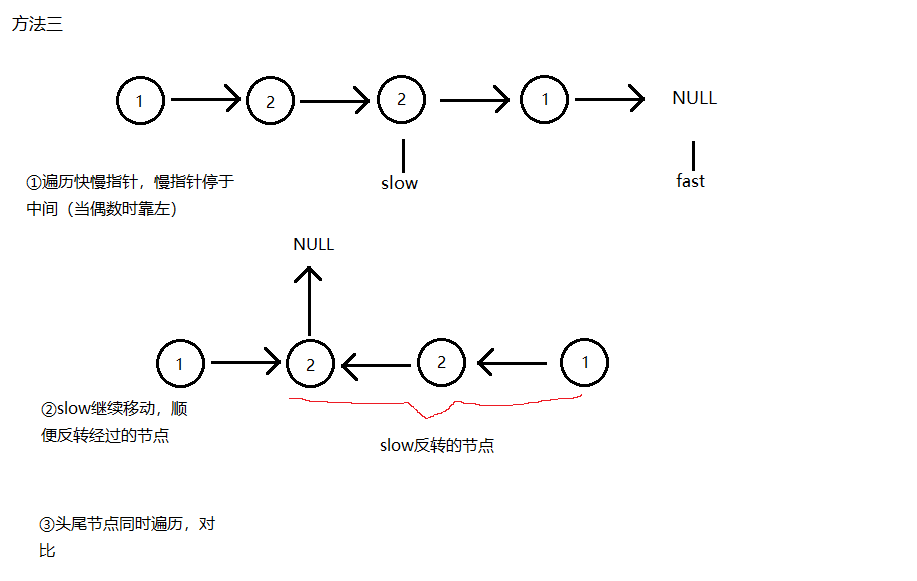 方法三
1 2 2 1 NULL
slow fast
①遍历快慢指针，慢指针停于
中间（当偶数时靠左）
NULL
1 2 2 1
②slow继续移动，顺
便反转经过的节点
slow反转的节点
③头尾节点同时遍历，对
比